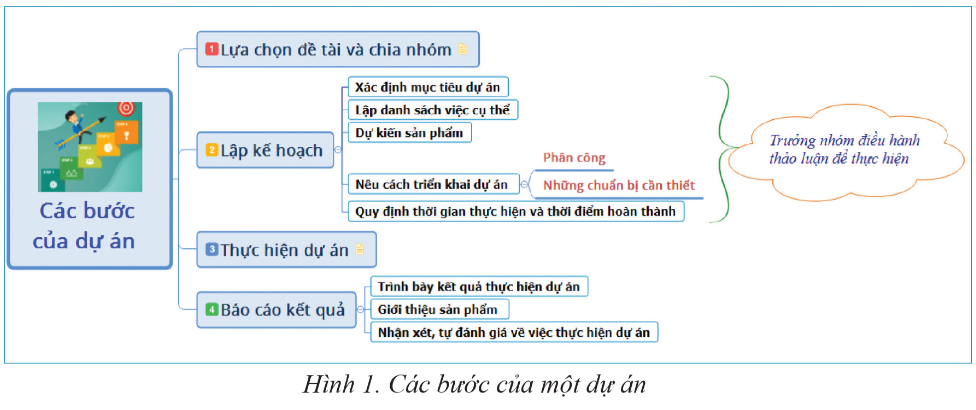 Các bước
của dự án
1 Lựa chọn đề tài và chia nhóm
2 Lập kế hoạch
Xác định mục tiêu dự án
Lập danh sách việc cụ thể
Dự kiến sản phẩm
Nêu cách triển khai dự án
Phân công
Những chuẩn bị cần thiết
Quy định thời gian thực hiện và thời điểm hoàn thành
Trưởng nhóm điều hành
thảo luận để thực hiện
3 Thực hiện dự án
4 Báo cáo kết quả
Trình bày kết quả thực hiện dự án
Giới thiệu sản phẩm
Nhận xét, tự đánh giá về việc thực hiện dự án
Hình 1. Các bước của một dự án